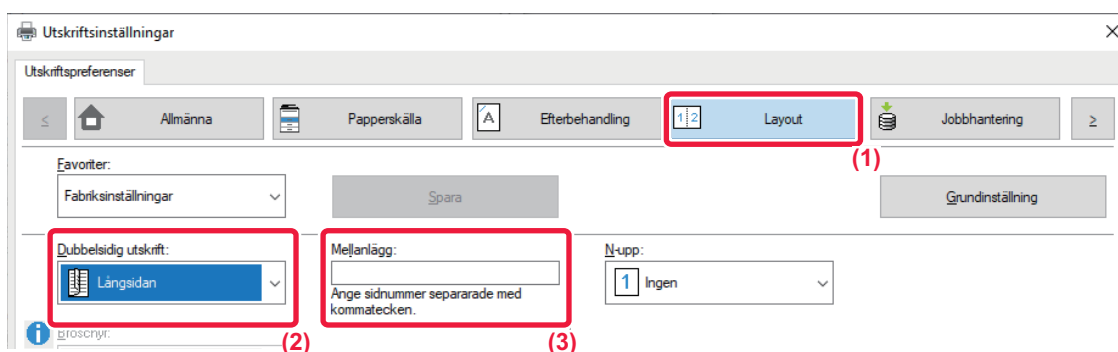 Utskriftsinställningar
Utskriftspreferenser
< Allmänna Papperskälla A Efterbehandling 1 2 Layout Jobbhantering >
(1)
Favoriter:
Fabriksinställningar Spara Grundinställning
Dubbelsidig utskrift: Mellanlägg: N-upp:
Långsidan 1 Ingen
Ange sidnummer separarade med
kommatecken.
Broschyr:
(2) (3)